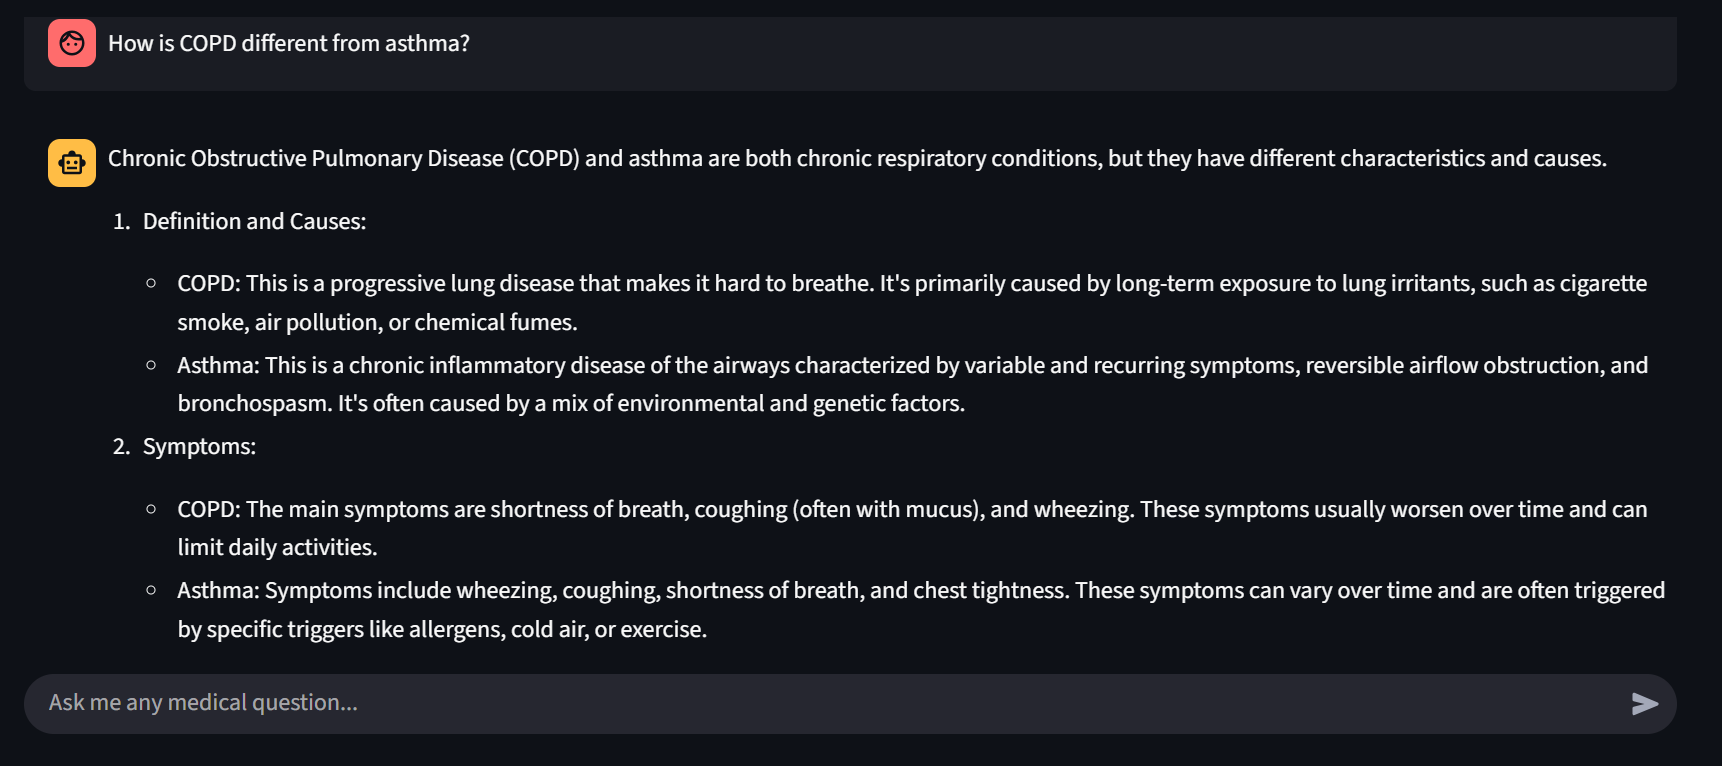 How is COPD different from asthma?
Chronic Obstructive Pulmonary Disease (COPD) and asthma are both chronic respiratory conditions, but they have different characteristics and causes.
1. Definition and Causes:
○ COPD: This is a progressive lung disease that makes it hard to breathe. It's primarily caused by long-term exposure to lung irritants, such as cigarette
smoke, air pollution, or chemical fumes.
○ Asthma: This is a chronic inflammatory disease of the airways characterized by variable and recurring symptoms, reversible airflow obstruction, and
bronchospasm. It's often caused by a mix of environmental and genetic factors.
2. Symptoms:
○ COPD: The main symptoms are shortness of breath, coughing (often with mucus), and wheezing. These symptoms usually worsen over time and can
limit daily activities.
○ Asthma: Symptoms include wheezing, coughing, shortness of breath, and chest tightness. These symptoms can vary over time and are often triggered
by specific triggers like allergens, cold air, or exercise.
Ask me any medical question...